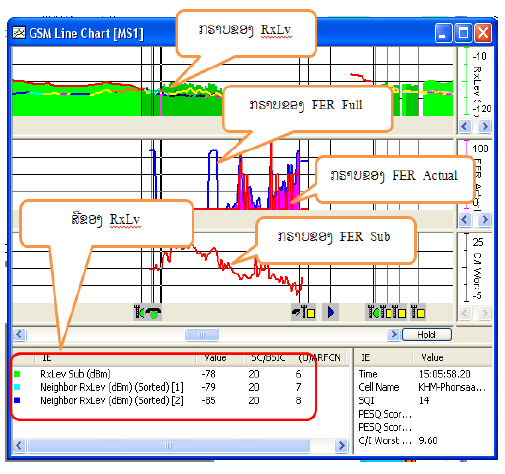 GSM Line Chart [MS1]
ກຣາບຂອງ RxLv
-10
RxLev
-120
ກຣາບຂອງ FER Full
100
FER
ກຣາບຂອງ FER Actual
ສີຂອງ RxLv
ກຣາບຂອງ FER Sub
25
C/I Wor
-5
Hold
IE Value SC/BSIC (U)ARFCN
RxLev Sub (dBm) -78 20 6
Neighbor RxLev (dBm) (Sorted) [1] -79 20 7
Neighbor RxLev (dBm) (Sorted) [2] -85 20 8
IE Value
Time 15:05:58.20
Cell Name KHM-Phonsaa...
SQI 14
PESQ Scor...
PESQ Scor...
C/I Worst ... 9.60